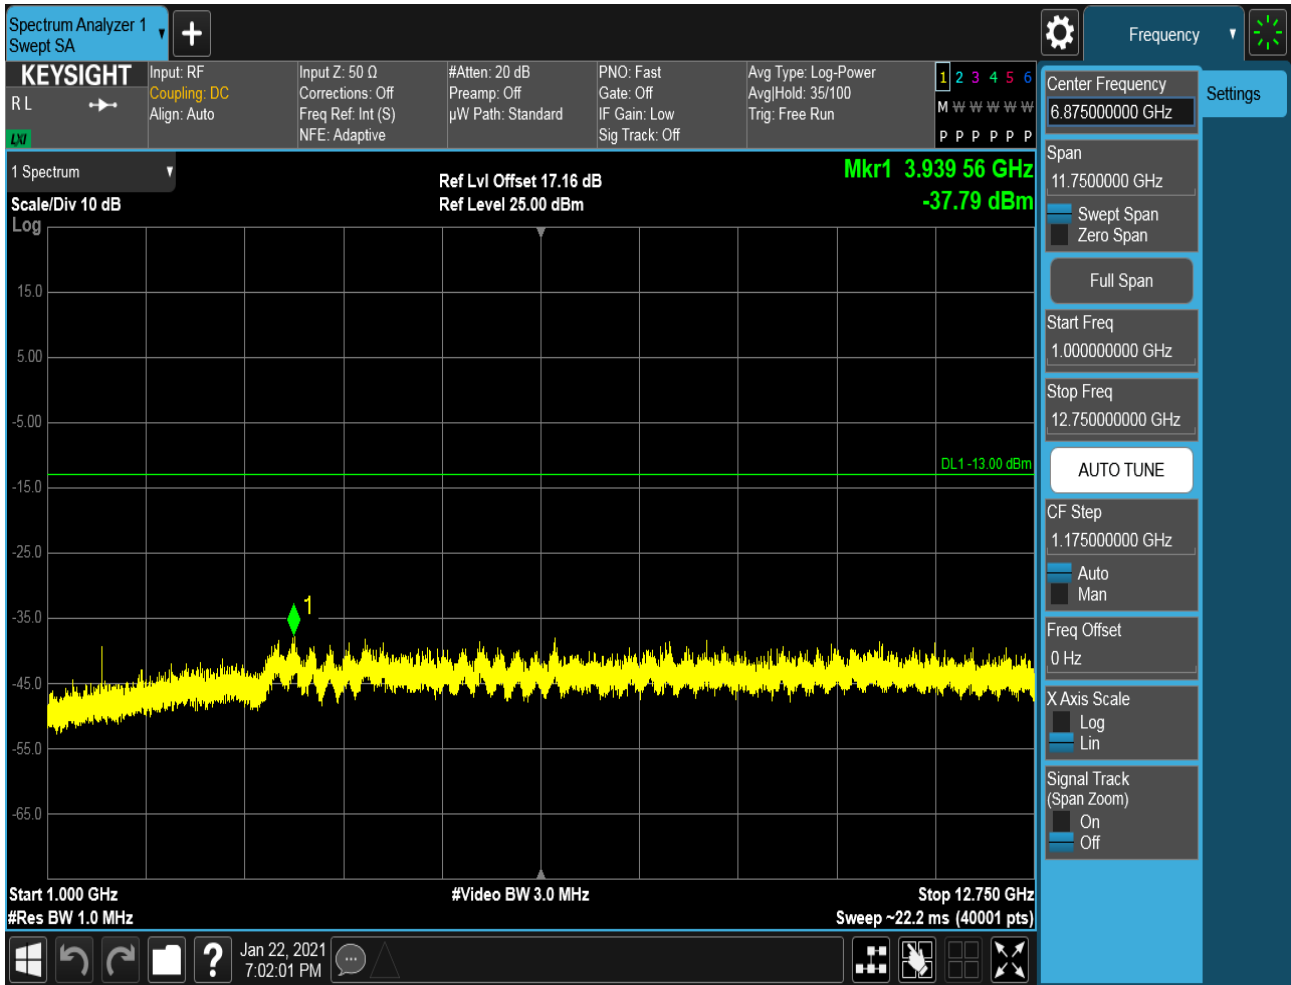 Spectrum Analyzer 1
Swept SA
Frequency
KEYSIGHT
R L
LXI
Input: RF
Coupling: DC
Align: Auto
Input Z: 50 Ω
Corrections: Off
Freq Ref: Int (S)
NFE: Adaptive
#Atten: 20 dB
Preamp: Off
µW Path: Standard
PNO: Fast
Gate: Off
IF Gain: Low
Sig Track: Off
Avg Type: Log-Power
Avg|Hold: 35/100
Trig: Free Run
1 2 3 4 5 6
M W W W W W
P P P P P P
1 Spectrum
Scale/Div 10 dB
Log
Ref Lvl Offset 17.16 dB
Ref Level 25.00 dBm
Mkr1 3.939 56 GHz
-37.79 dBm
15.0
5.00
-5.00
DL1 -13.00 dBm
-15.0
-25.0
1
-35.0
-45.0
-55.0
-65.0
Start 1.000 GHz
#Video BW 3.0 MHz
Stop 12.750 GHz
#Res BW 1.0 MHz
Sweep ~22.2 ms (40001 pts)
?
Jan 22, 2021
7:02:01 PM
Center Frequency
6.875000000 GHz
Settings
Span
11.7500000 GHz
Swept Span
Zero Span
Full Span
Start Freq
1.000000000 GHz
Stop Freq
12.750000000 GHz
AUTO TUNE
CF Step
1.175000000 GHz
Auto
Man
Freq Offset
0 Hz
X Axis Scale
Log
Lin
Signal Track
(Span Zoom)
On
Off